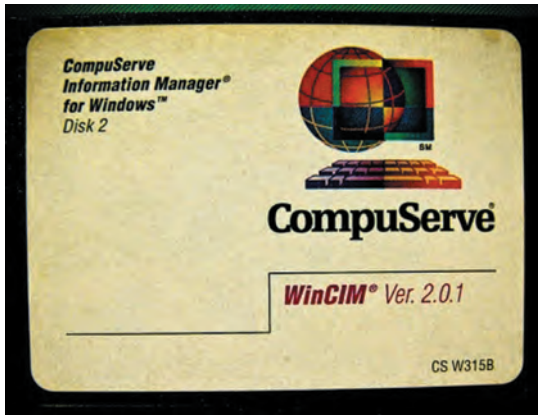 CompuServe
Information Manager®
for Windows™
Disk 2
SM
CompuServe®
WinCIM® Ver. 2.0.1
CS W315B